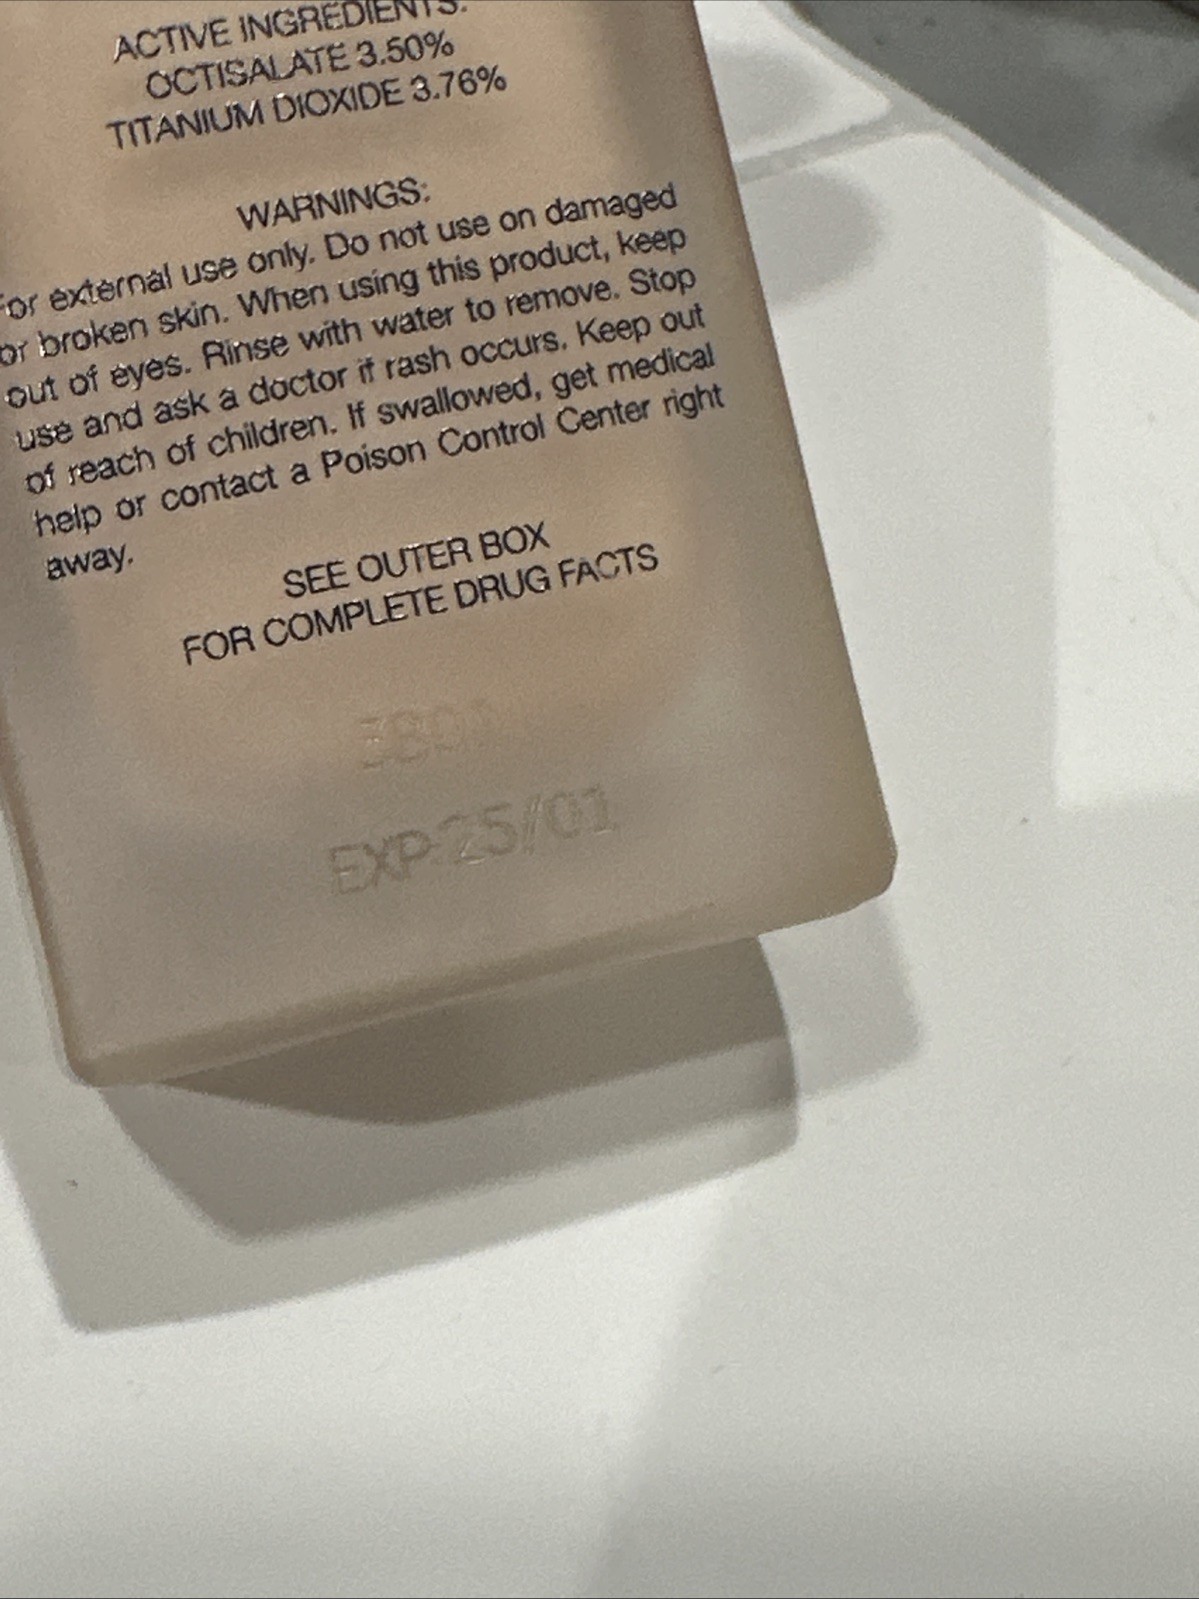 ACTIVE INGREDIENTS:
OCTISALATE 3.50%
TITANIUM DIOXIDE 3.76%
WARNINGS:
For external use only. Do not use on damaged
or broken skin. When using this product, keep
out of eyes. Rinse with water to remove. Stop
use and ask a doctor if rash occurs. Keep out
of reach of children. If swallowed, get medical
help or contact a Poison Control Center right
away.
SEE OUTER BOX
FOR COMPLETE DRUG FACTS
EXP:25/01